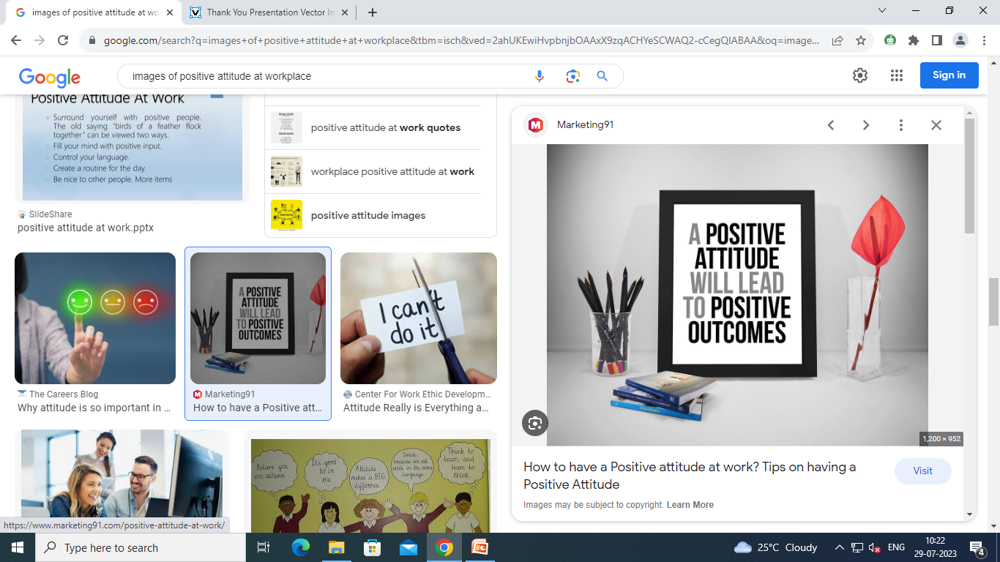 images of positive attitude at wo
Thank You Presentation Vector Im
google.com/search?q=images+of+positive+attitude+at+workplace&tbm=isch&ved=2ahUKEwiHvpbnjbOAAxX9zqACHYeSCWAQ2-cCegQIABAA&oq=image...
Google
images of positive attitude at workplace
Sign in
Positive Attitude At Work
Surround yourself with positive people.
The old saying "birds of a feather flock
together" can be viewed two ways.
Fill your mind with positive input.
Control your language.
Create a routine for the day.
Be nice to other people. More items
SlideShare
positive attitude at work.pptx
positive attitude at work quotes
workplace positive attitude at work
positive attitude images
The Careers Blog
Why attitude is so important in ...
A POSITIVE
ATTITUDE
WILL LEAD
TO POSITIVE
OUTCOMES
Marketing91
How to have a Positive att...
I can't
do it
Center For Work Ethic Developm...
Attitude Really is Everything a...
Believe you
can achieve
It's good
to be
me
Attitude
makes a BIG
difference
Smile,
because we all
smile in the same
language
Think to
learn and
learn to
think
Marketing91
A POSITIVE
ATTITUDE
WILL LEAD
TO POSITIVE
OUTCOMES
1,200 × 952
How to have a Positive attitude at work? Tips on having a
Positive Attitude
Visit
Images may be subject to copyright. Learn More
https://www.marketing91.com/positive-attitude-at-work/
Type here to search
25°C Cloudy
ENG
10:22
29-07-2023
4